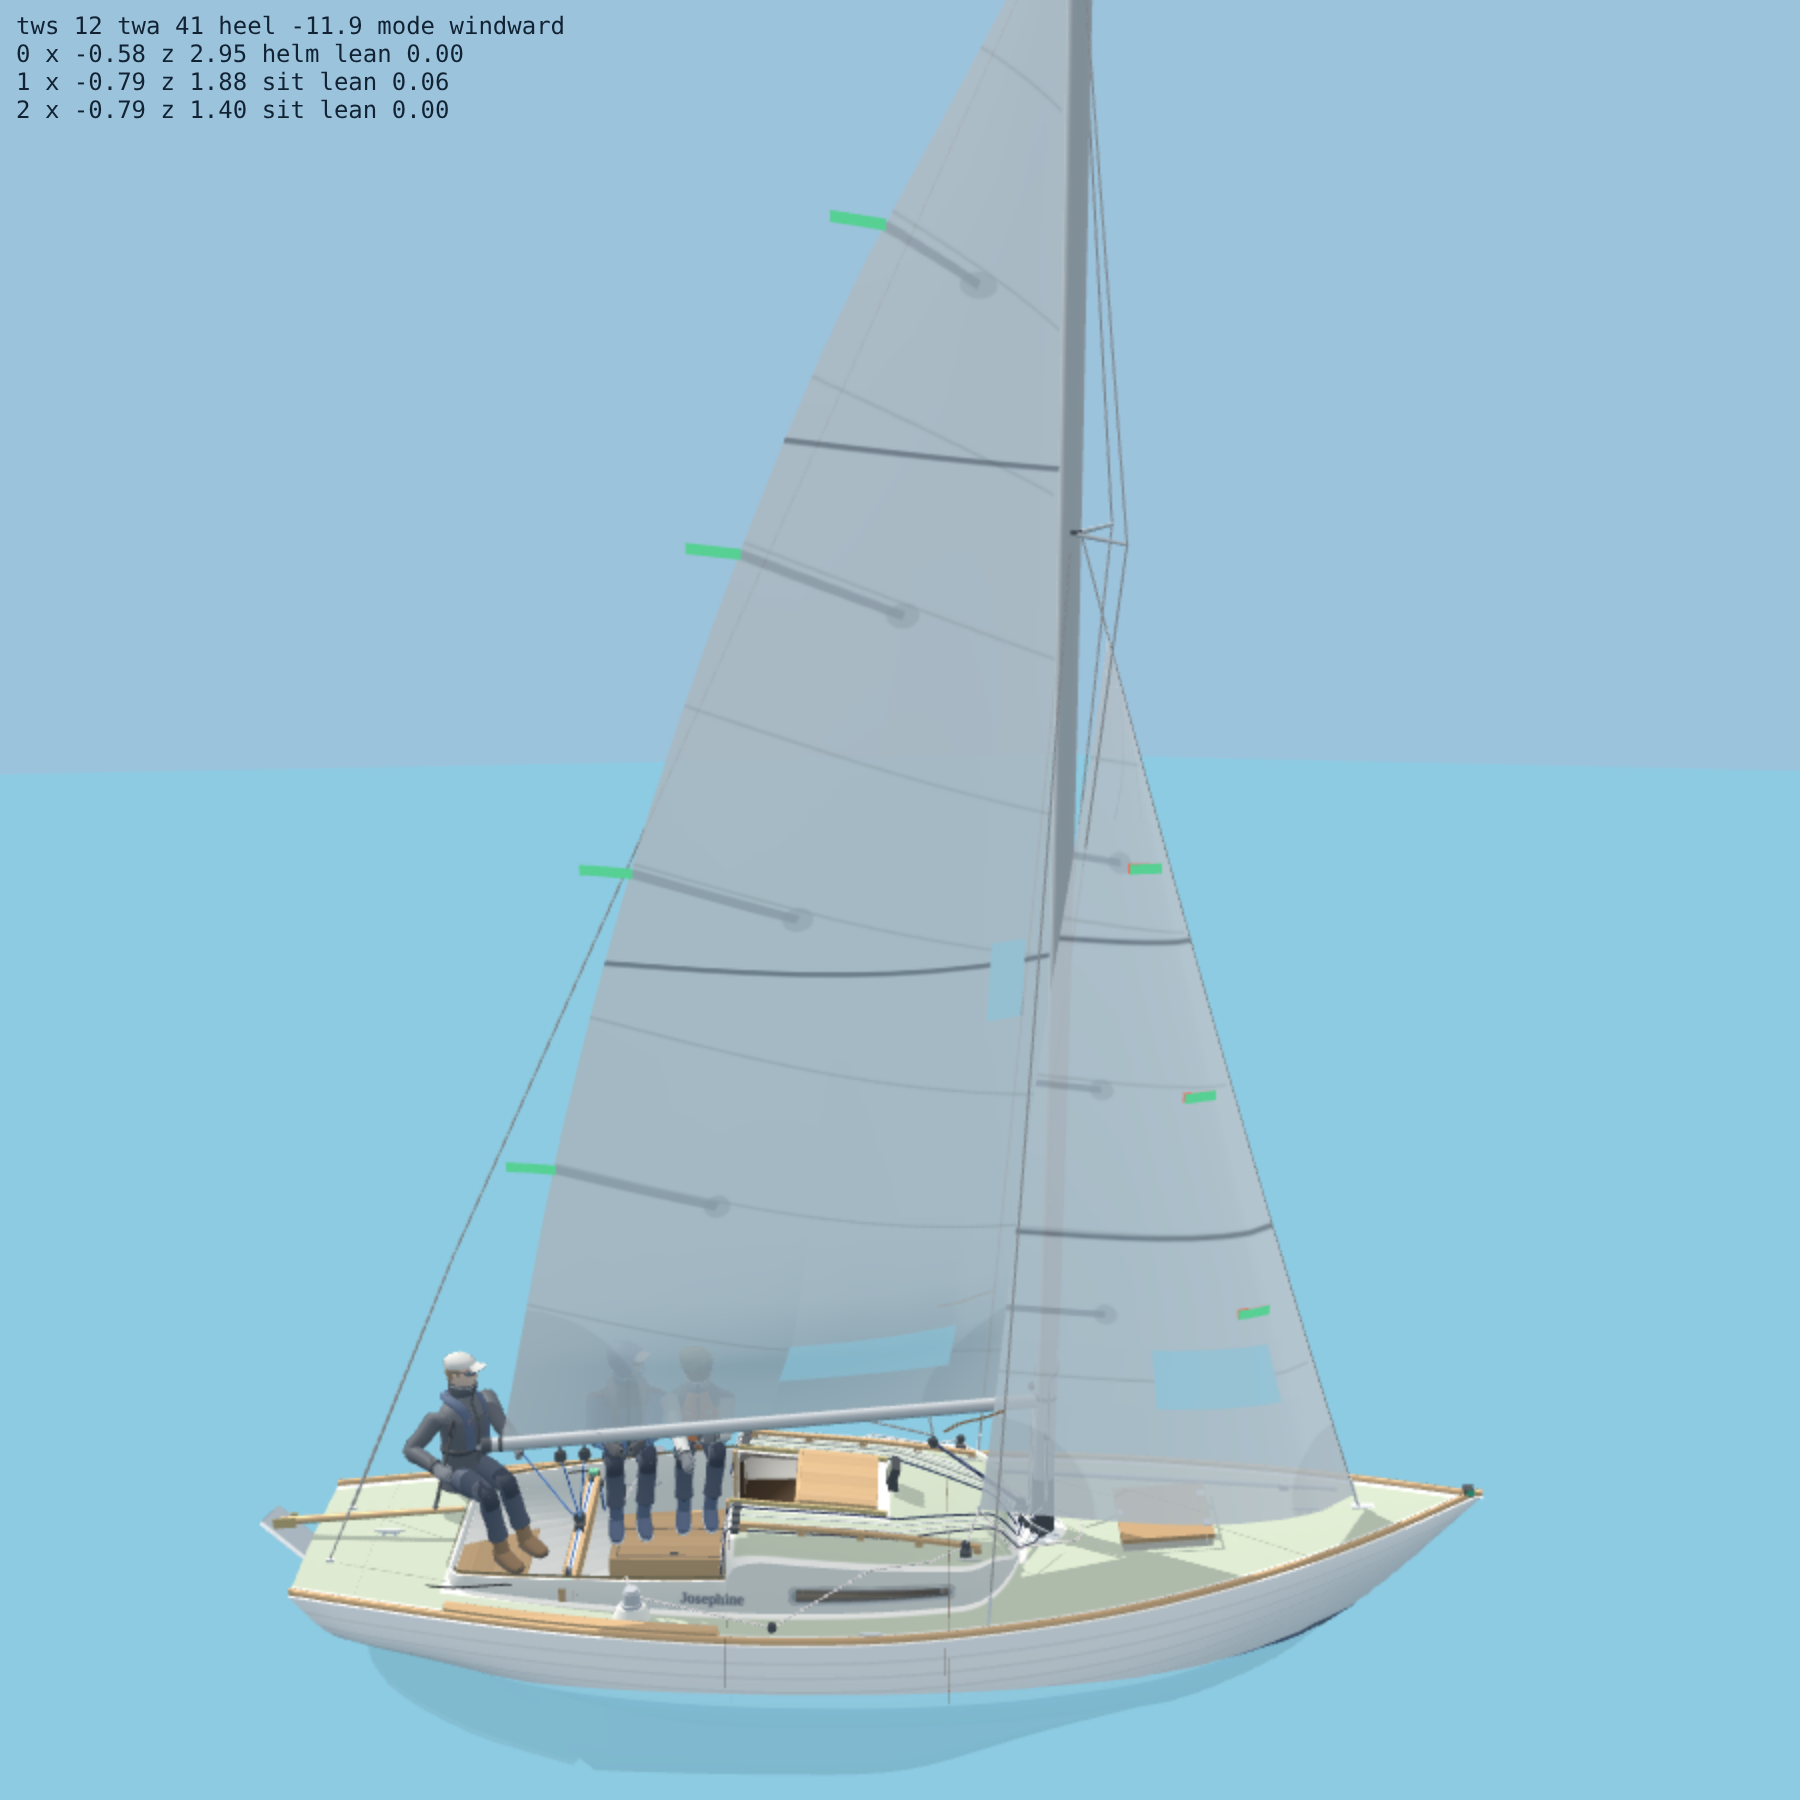 tws 12 twa 41 heel -11.9 mode windward
0 x -0.58 z 2.95 helm lean 0.00
1 x -0.79 z 1.88 sit lean 0.06
2 x -0.79 z 1.40 sit lean 0.00
Josephine